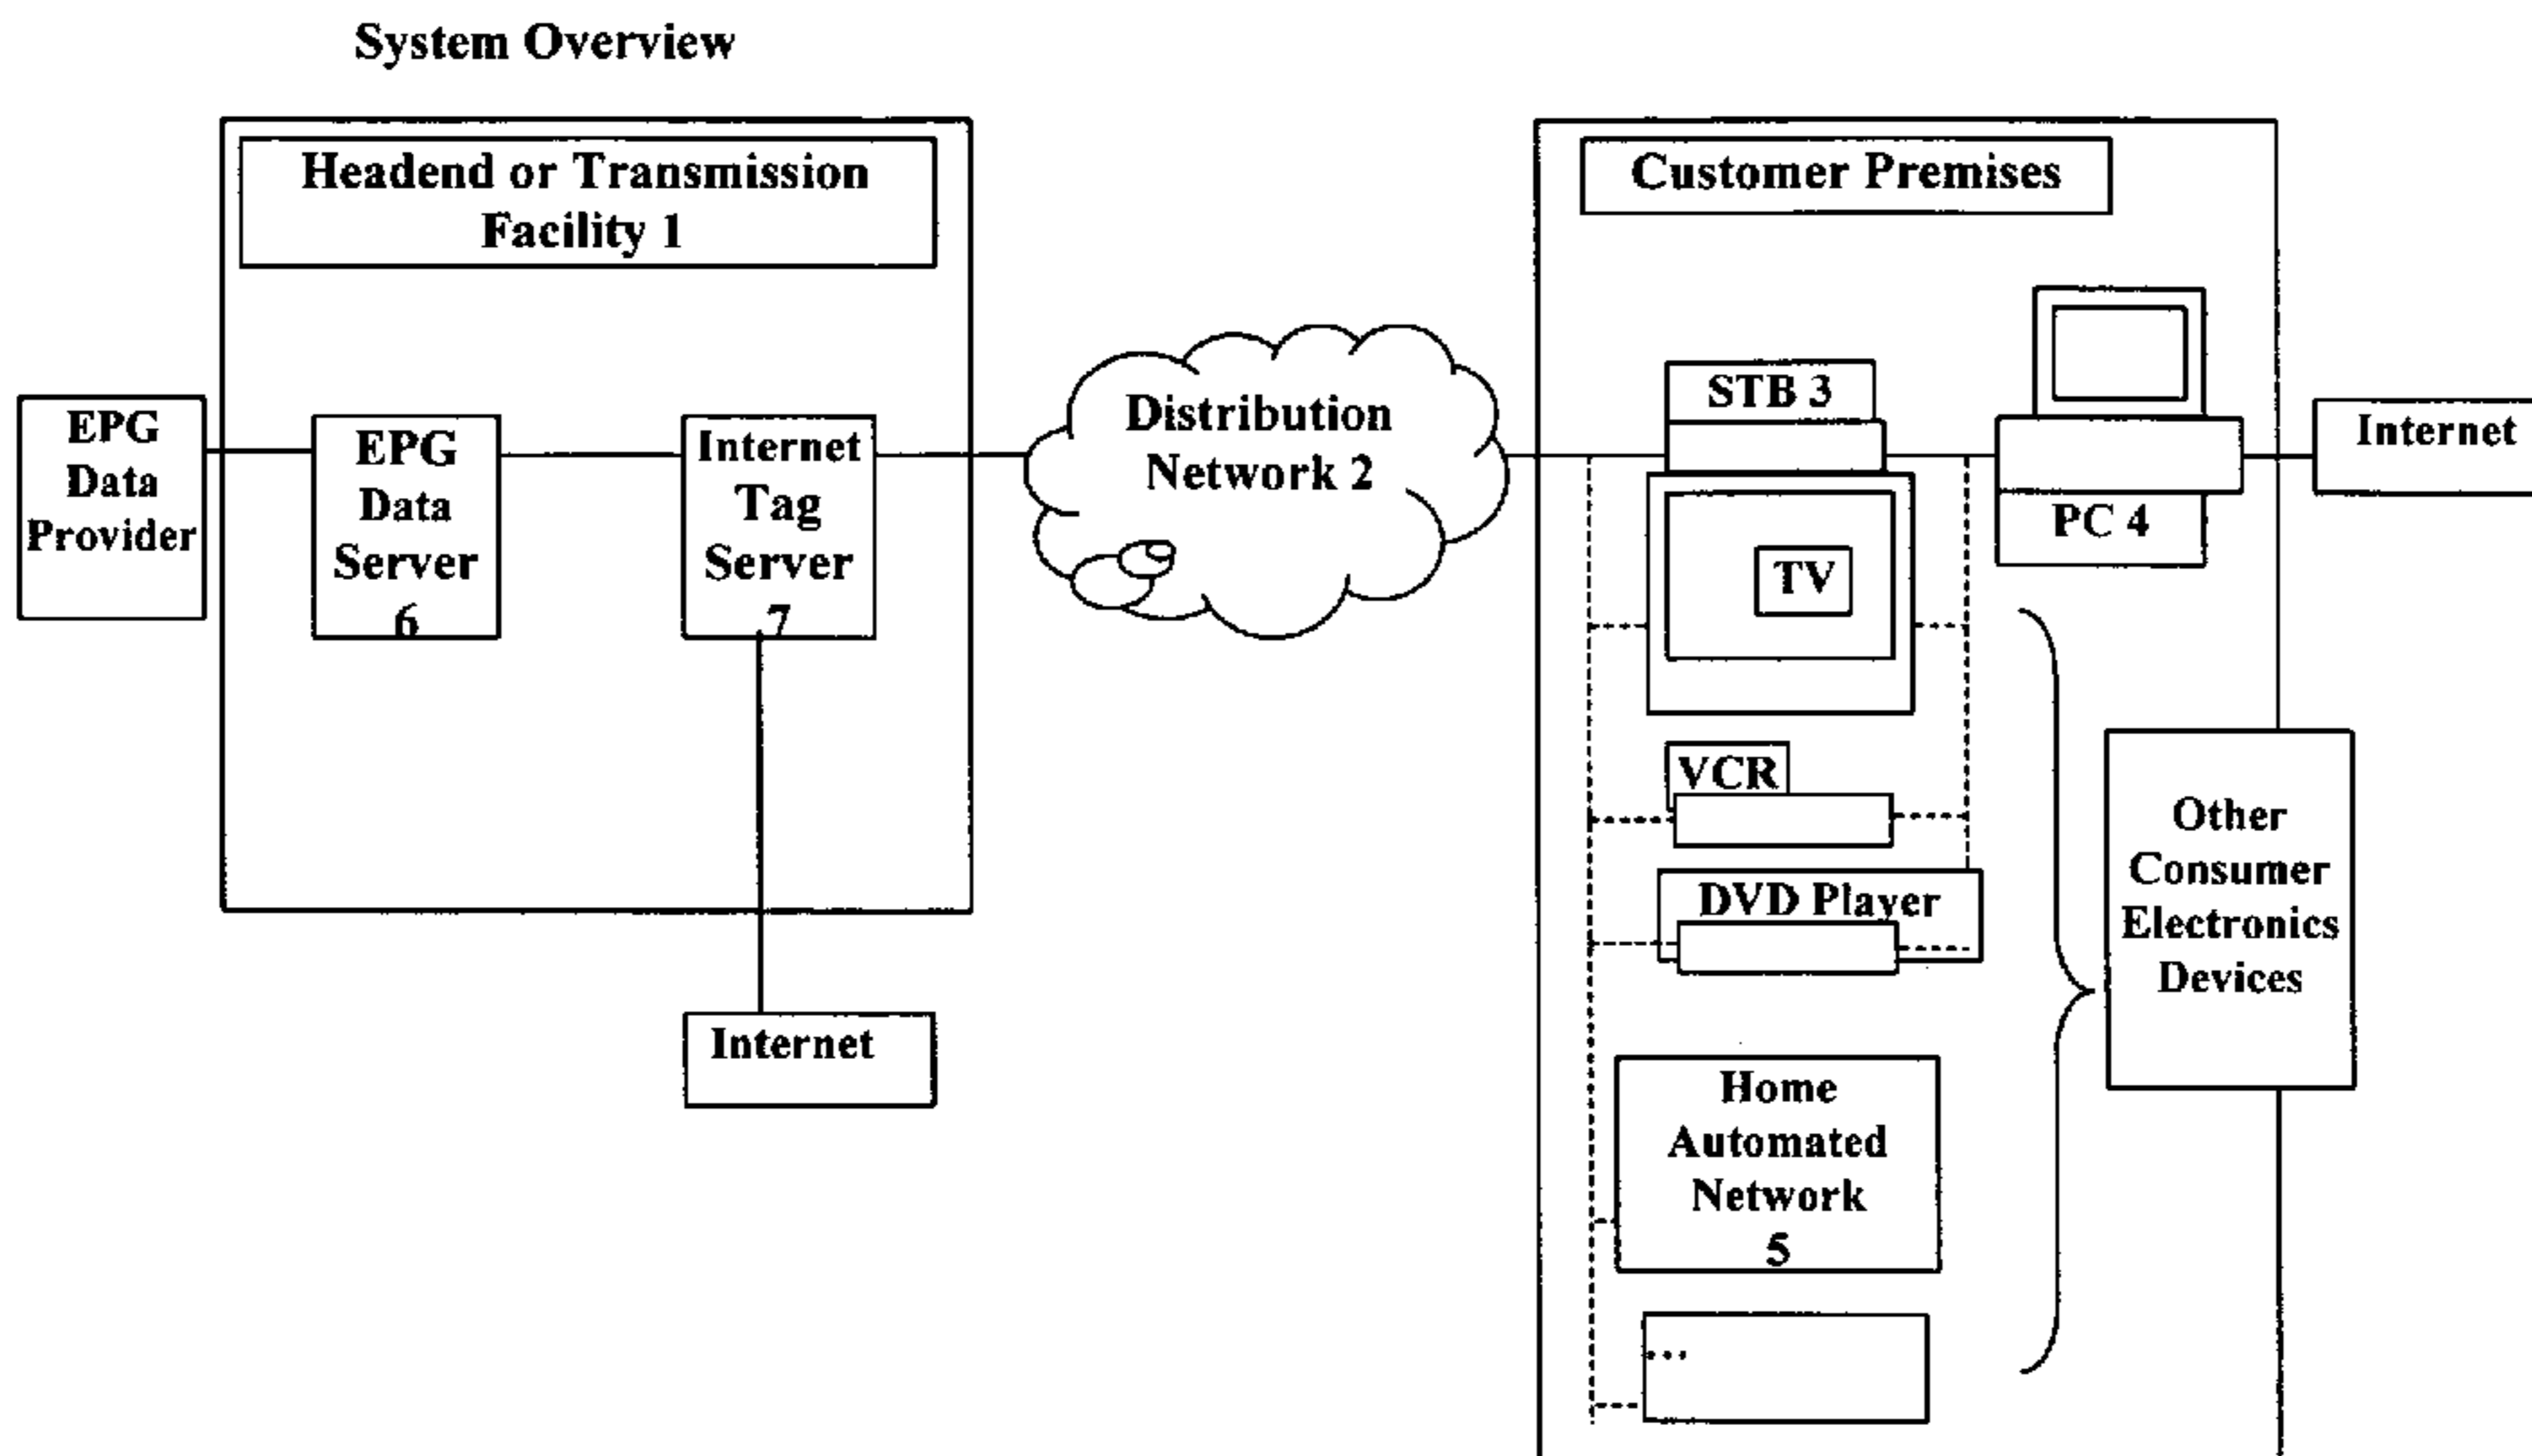 System Overview
Headend or Transmission
Facility 1
EPG
Data
Provider
EPG
Data
Server
6
Internet
Tag
Server
7
Internet
Distribution
Network 2
Customer Premises
STB 3
TV
PC 4
Internet
VCR
DVD Player
Home
Automated
Network
5
...
Other
Consumer
Electronics
Devices